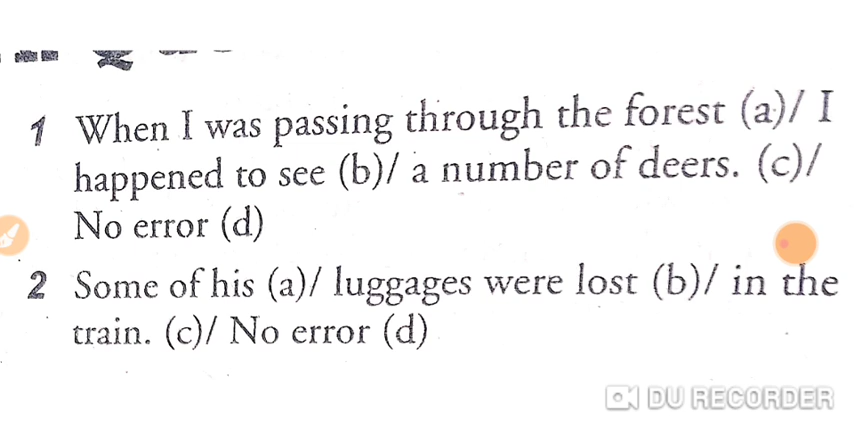 1 When I was passing through the forest (a)/ I
happened to see (b)/ a number of deers. (c)/
No error (d)
2 Some of his (a)/ luggages were lost (b)/ in the
train. (c)/ No error (d)
DU RECORDER